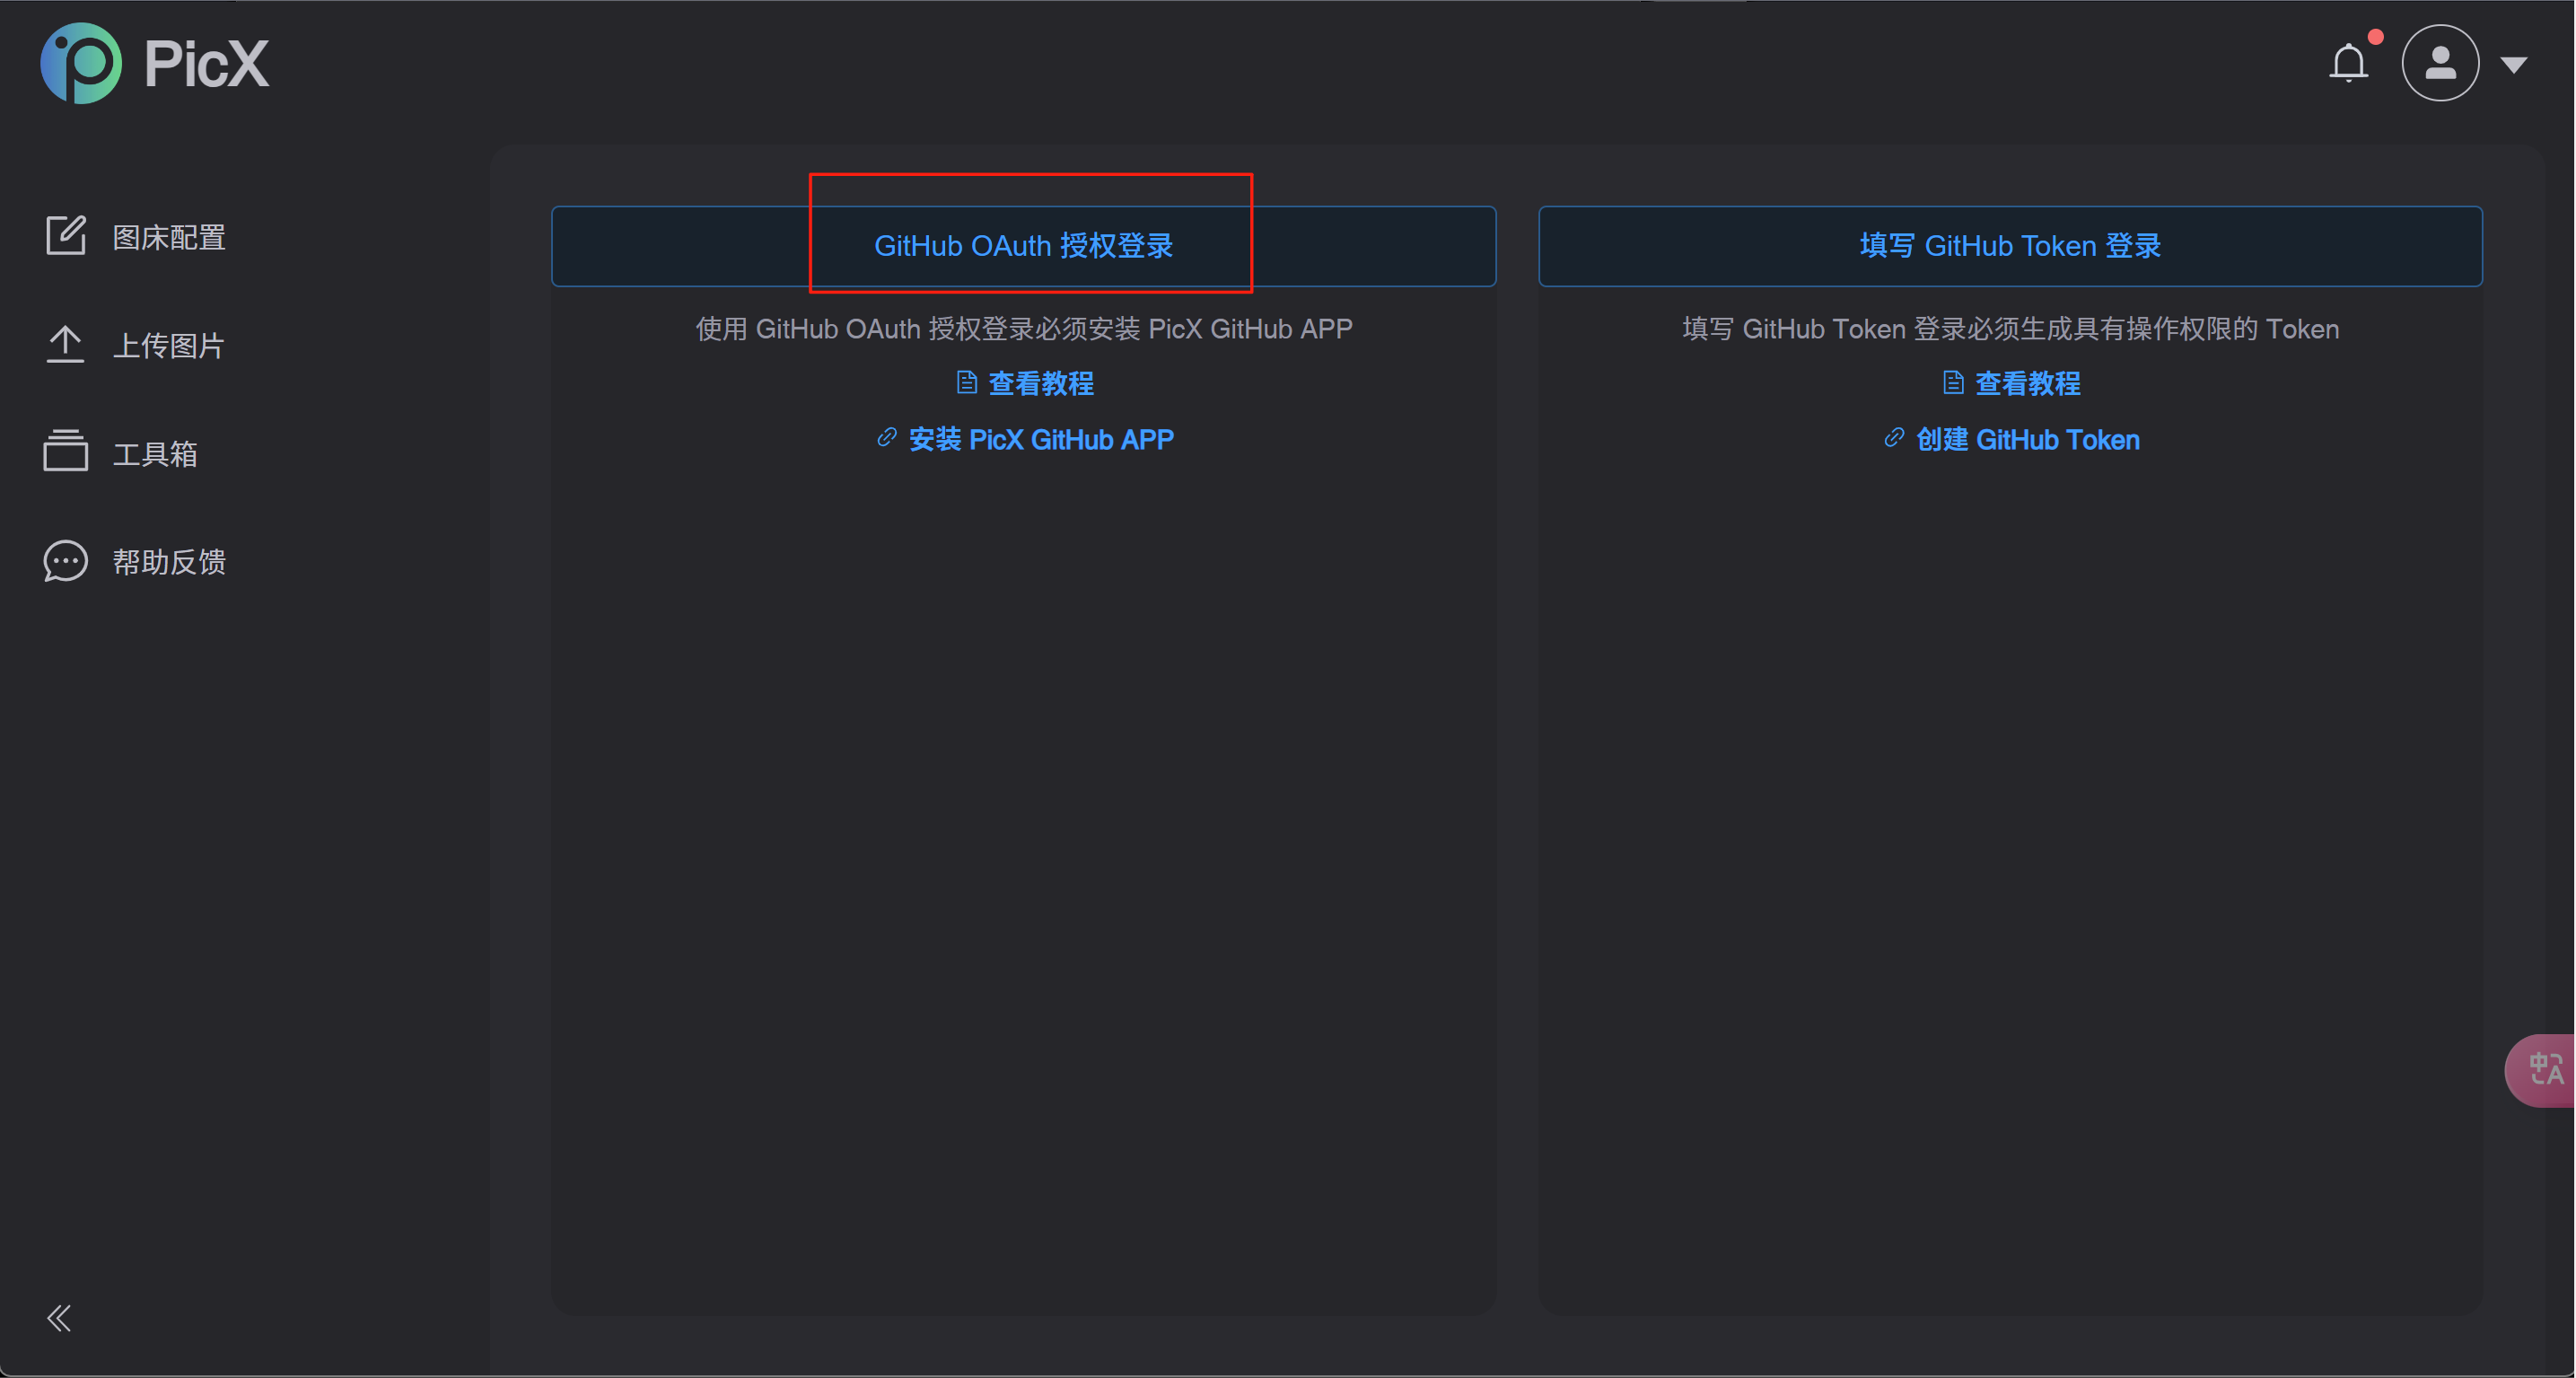 PicX
图床配置
上传图片
工具箱
帮助反馈
GitHub OAuth 授权登录
使用 GitHub OAuth 授权登录必须安装 PicX GitHub APP
查看教程
安装 PicX GitHub APP
填写 GitHub Token 登录
填写 GitHub Token 登录必须生成具有操作权限的 Token
查看教程
创建 GitHub Token
中A